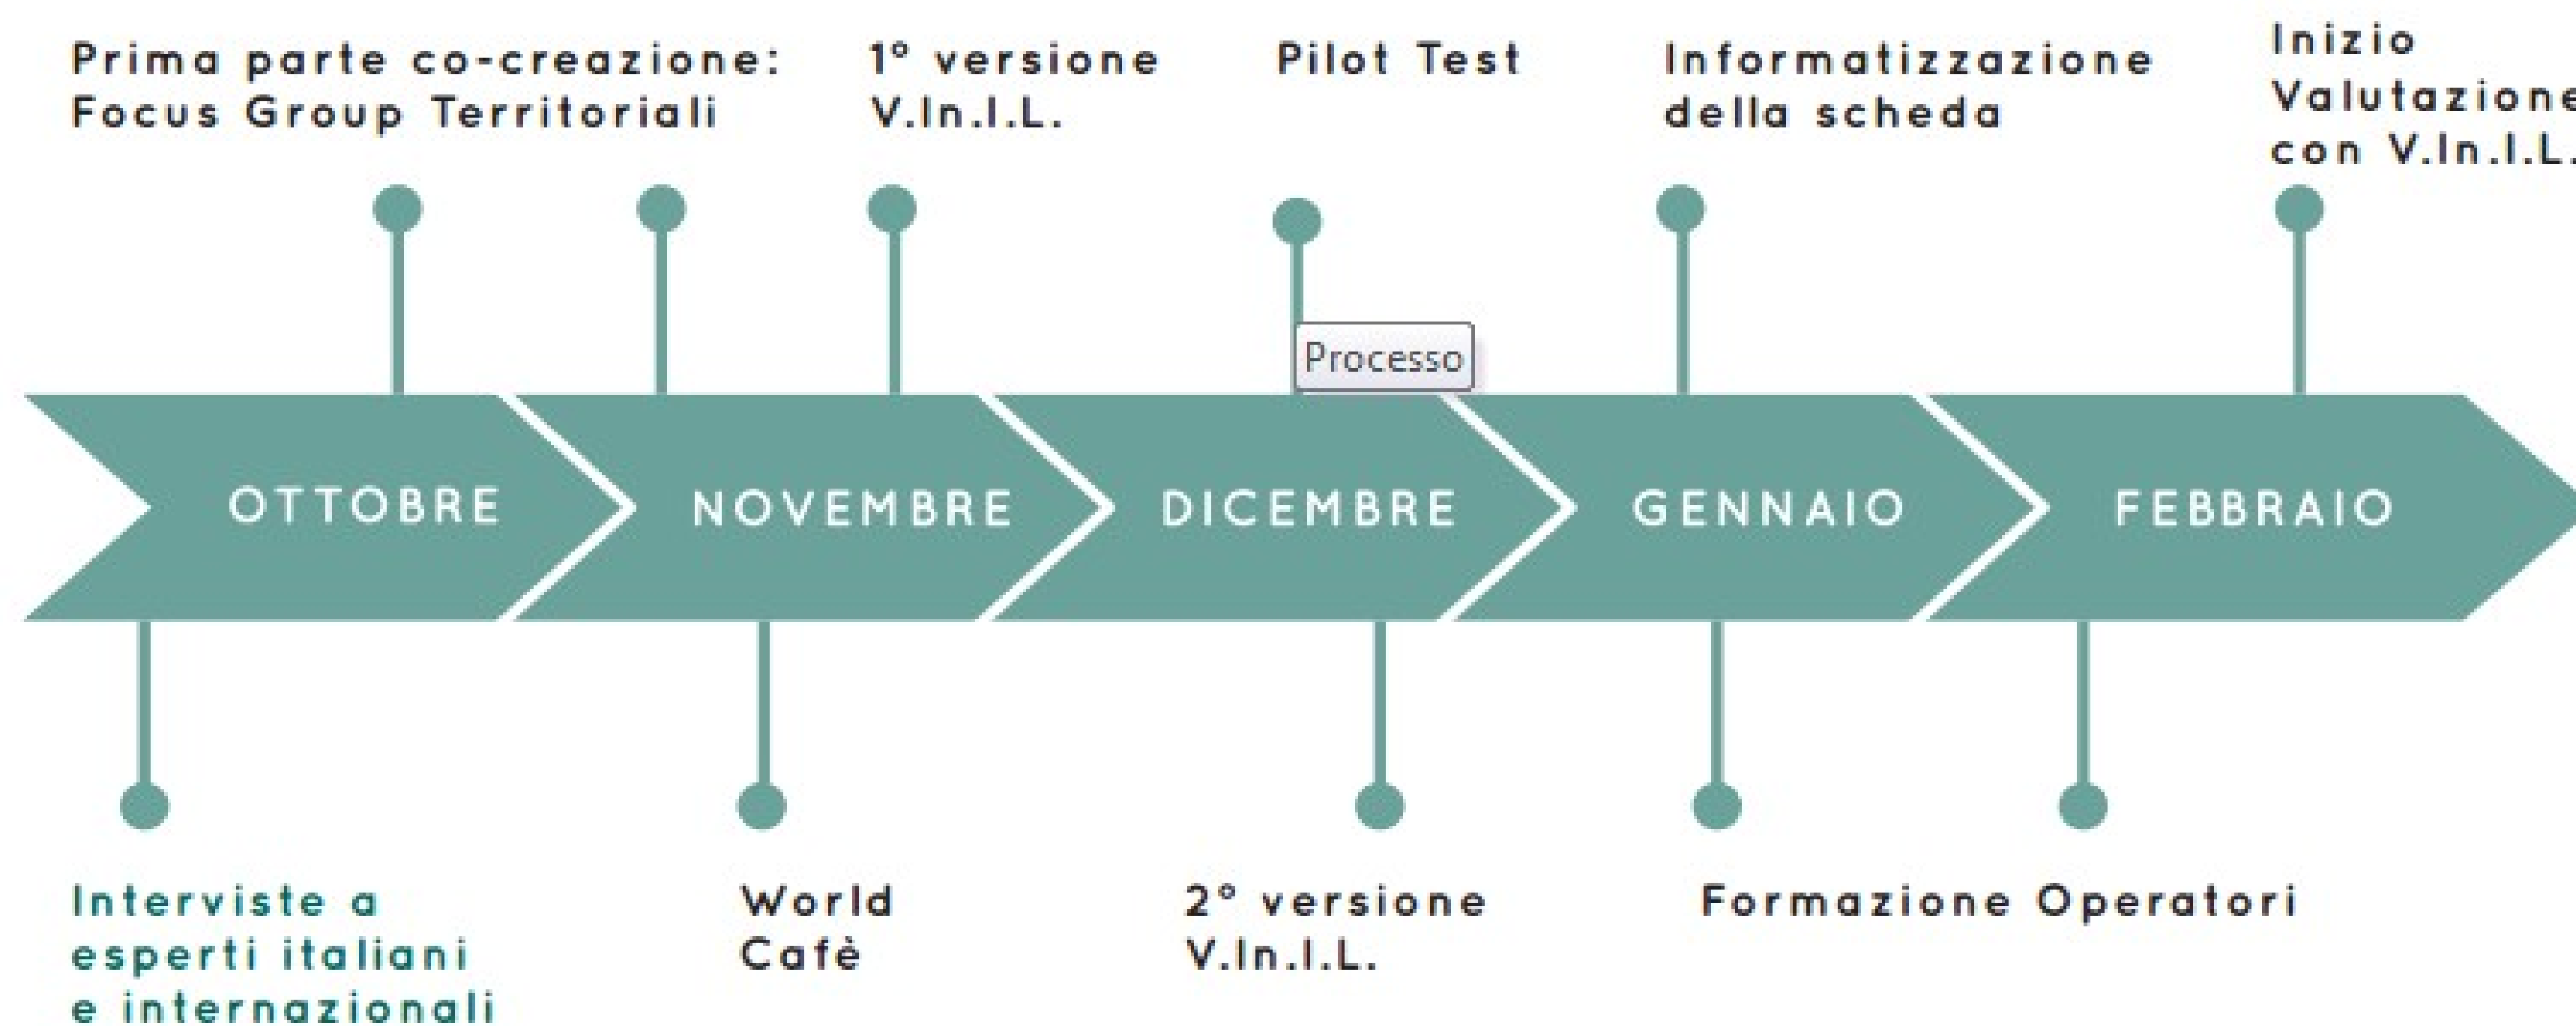 Prima parte co-creazione:
Focus Group Territoriali
1° versione
V.In.I.L.
Pilot Test
Informatizzazione
della scheda
Inizio
Valutazione
con V.In.I.L.
Processo
OTTOBRE
NOVEMBRE
DICEMBRE
GENNAIO
FEBBRAIO
Interviste a
esperti italiani
e internazionali
World
Cafè
2° versione
V.In.I.L.
Formazione Operatori